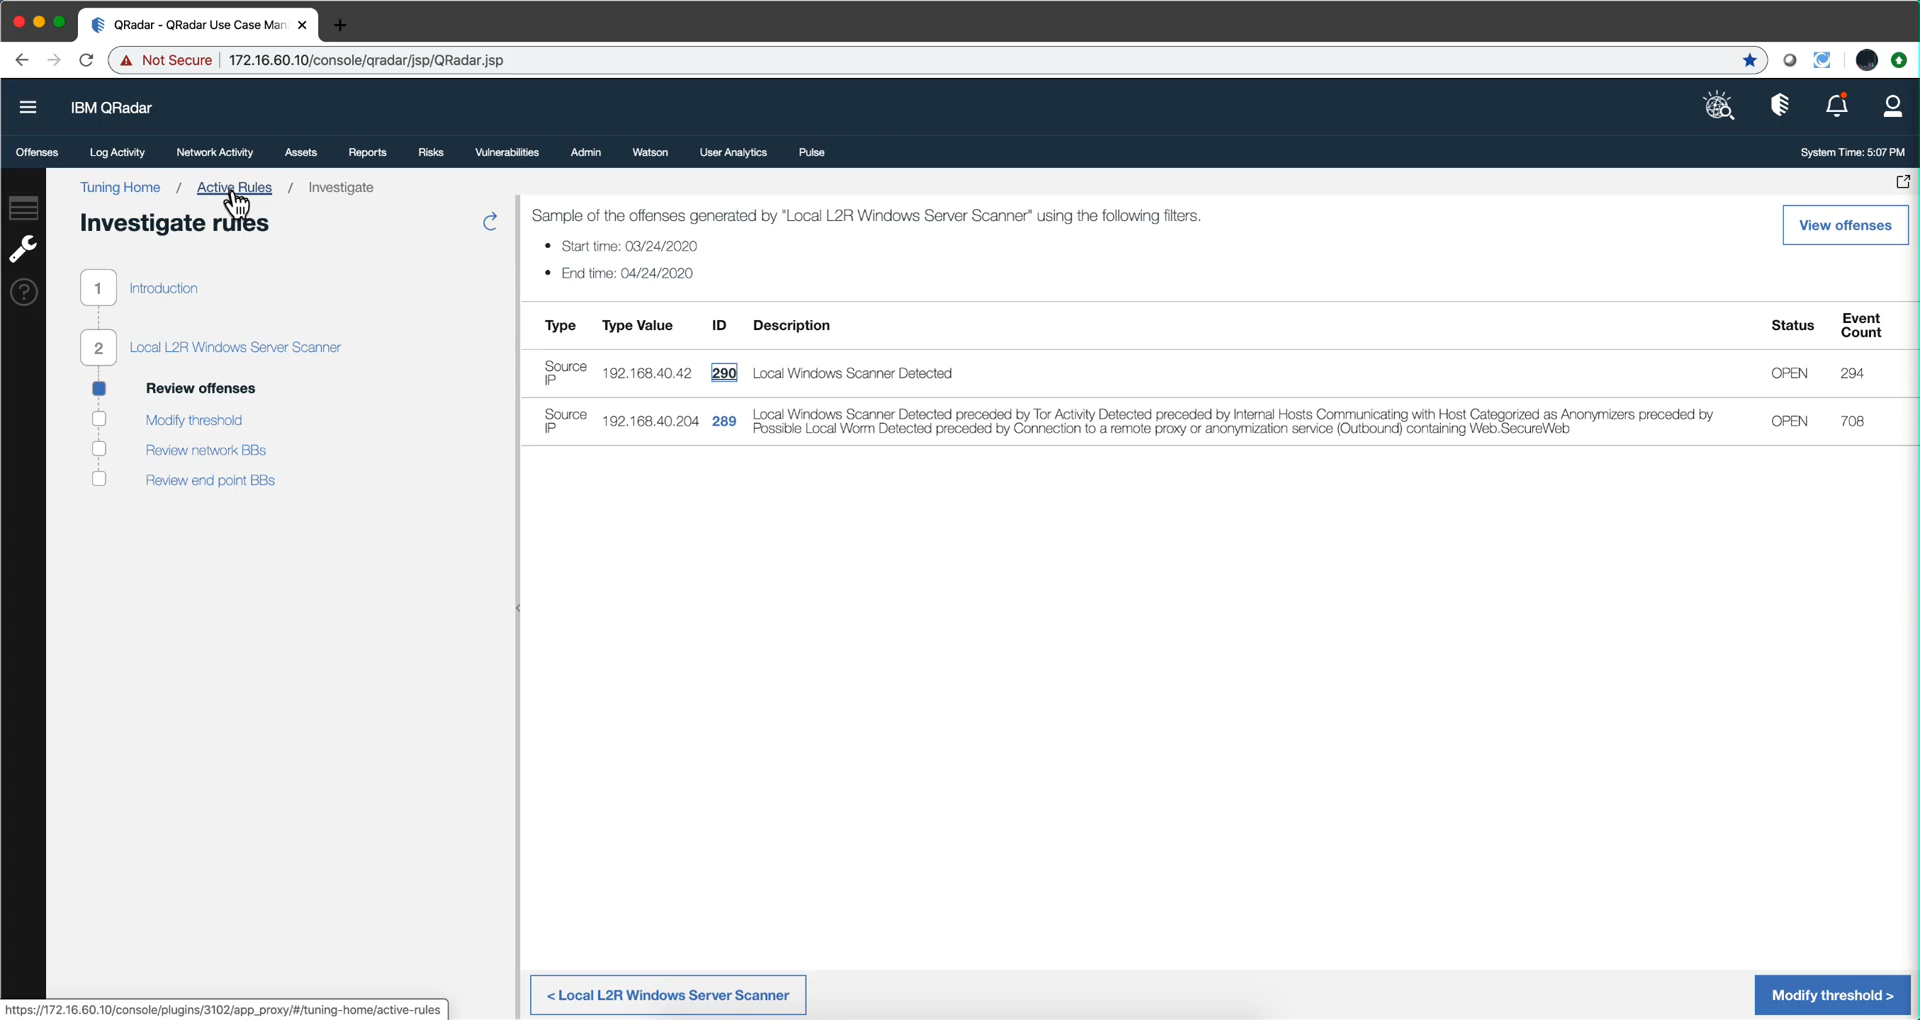 QRadar - QRadar Use Case Man
Not Secure 172.16.60.10/console/qradar/jsp/QRadar.jsp
IBM QRadar
Offenses Log Activity Network Activity Assets Reports Risks Vulnerabilities Admin Watson User Analytics Pulse System Time: 5:07 PM
Tuning Home / Active Rules / Investigate
Investigate rules
1 Introduction
2 Local L2R Windows Server Scanner
Review offenses
Modify threshold
Review network BBs
Review end point BBs
Sample of the offenses generated by "Local L2R Windows Server Scanner" using the following filters.
• Start time: 03/24/2020
• End time: 04/24/2020
View offenses
Type Type Value ID Description Status Event Count
Source IP 192.168.40.42 290 Local Windows Scanner Detected OPEN 294
Source IP 192.168.40.204 289 Local Windows Scanner Detected preceded by Tor Activity Detected preceded by Internal Hosts Communicating with Host Categorized as Anonymizers preceded by
Possible Local Worm Detected preceded by Connection to a remote proxy or anonymization service (Outbound) containing Web.SecureWeb OPEN 708
< Local L2R Windows Server Scanner
Modify threshold >
https://172.16.60.10/console/plugins/3102/app_proxy/#/tuning-home/active-rules